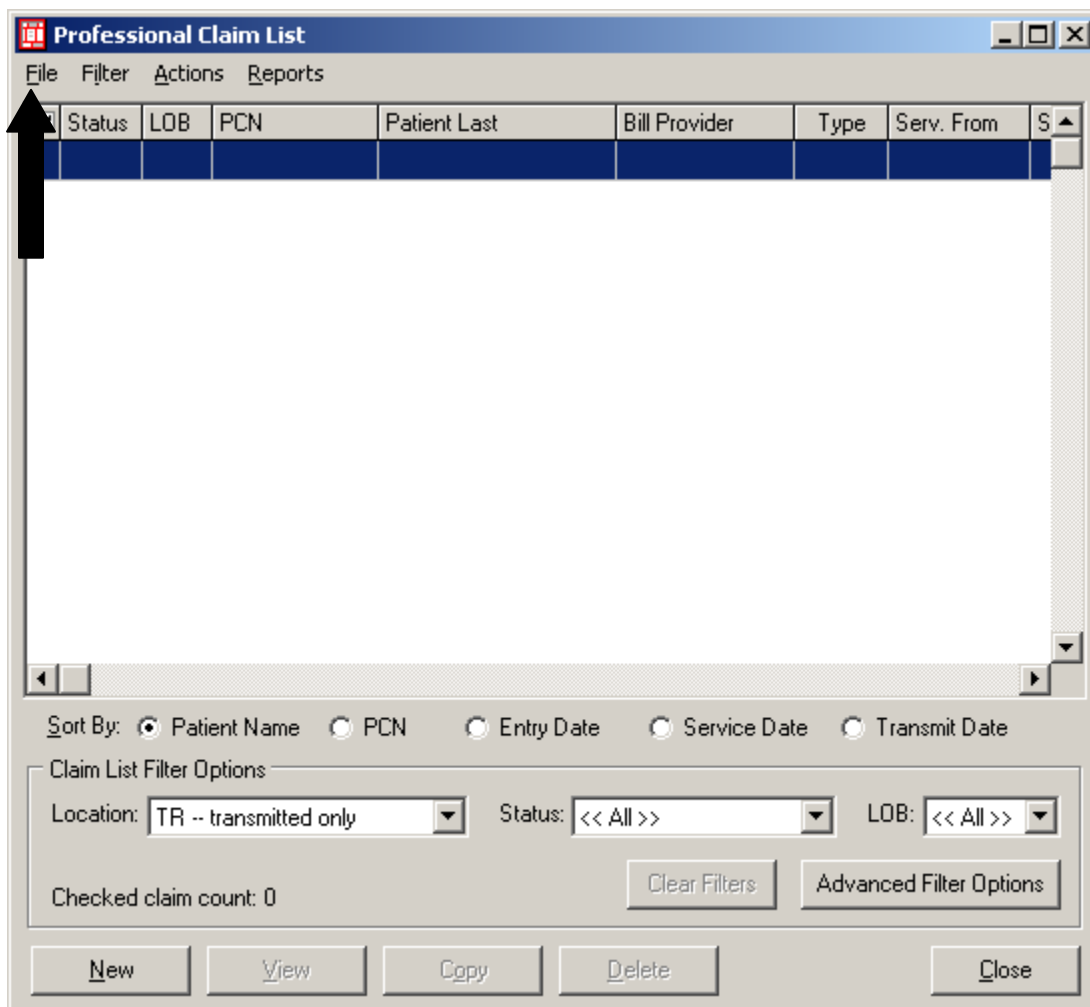 Professional Claim List
File Filter Actions Reports
Status LOB PCN Patient Last Bill Provider Type Serv. From S
Sort By: Patient Name PCN Entry Date Service Date Transmit Date
Claim List Filter Options
Location: TR -- transmitted only Status: << All >> LOB: << All >>
Clear Filters Advanced Filter Options
Checked claim count: 0
New View Copy Delete Close